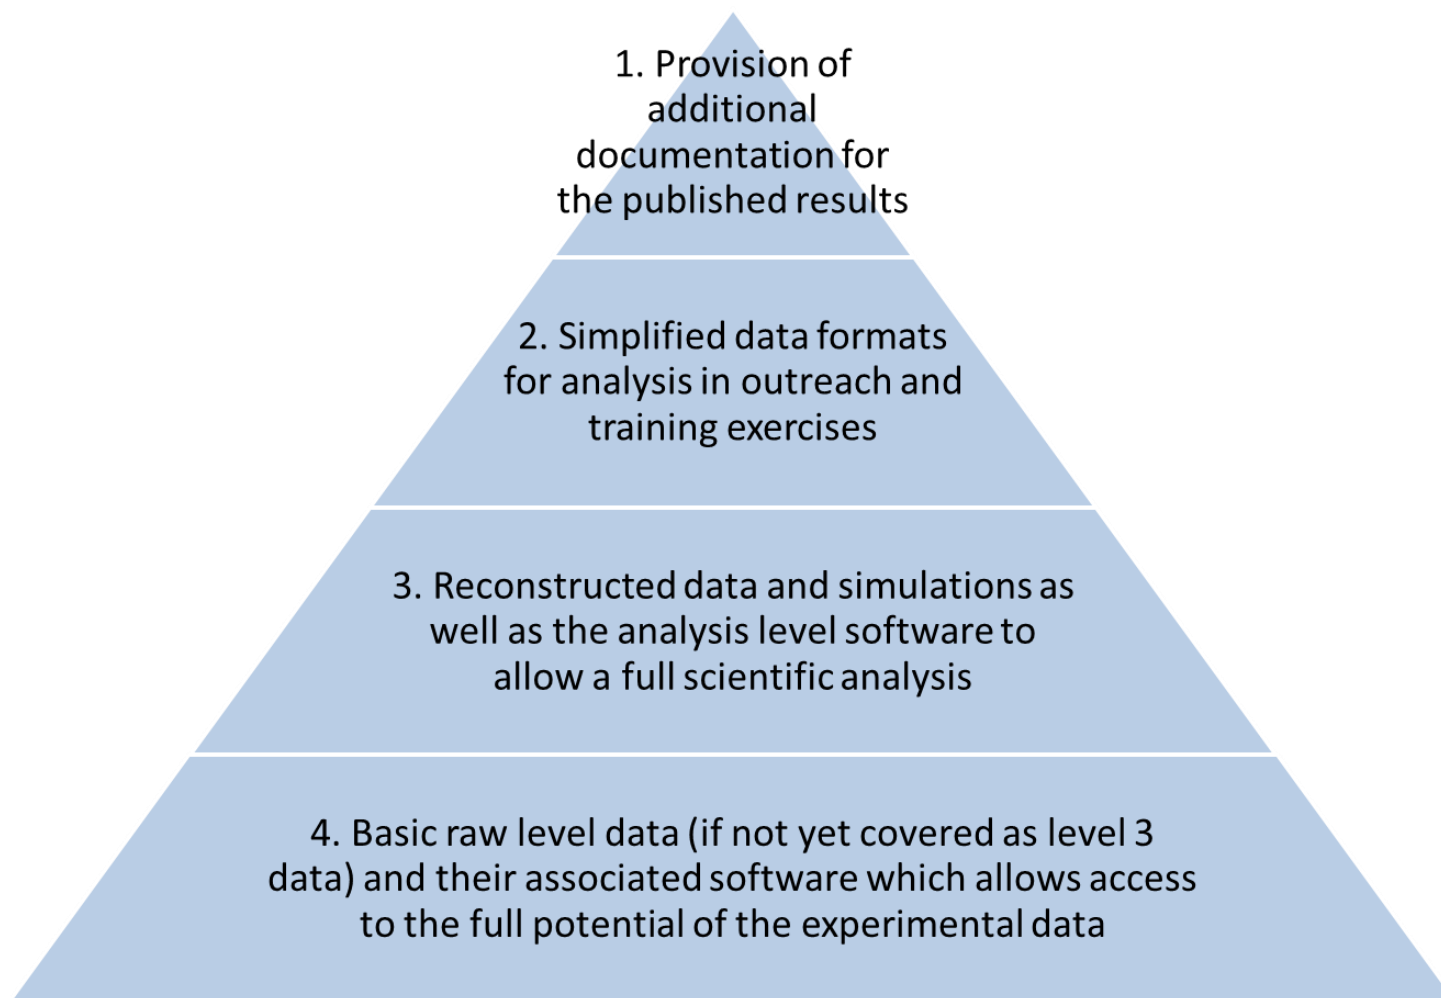 1. Provision of
additional
documentation for
the published results
2. Simplified data formats
for analysis in outreach and
training exercises
3. Reconstructed data and simulations as
well as the analysis level software to
allow a full scientific analysis
4. Basic raw level data (if not yet covered as level 3
data) and their associated software which allows access
to the full potential of the experimental data